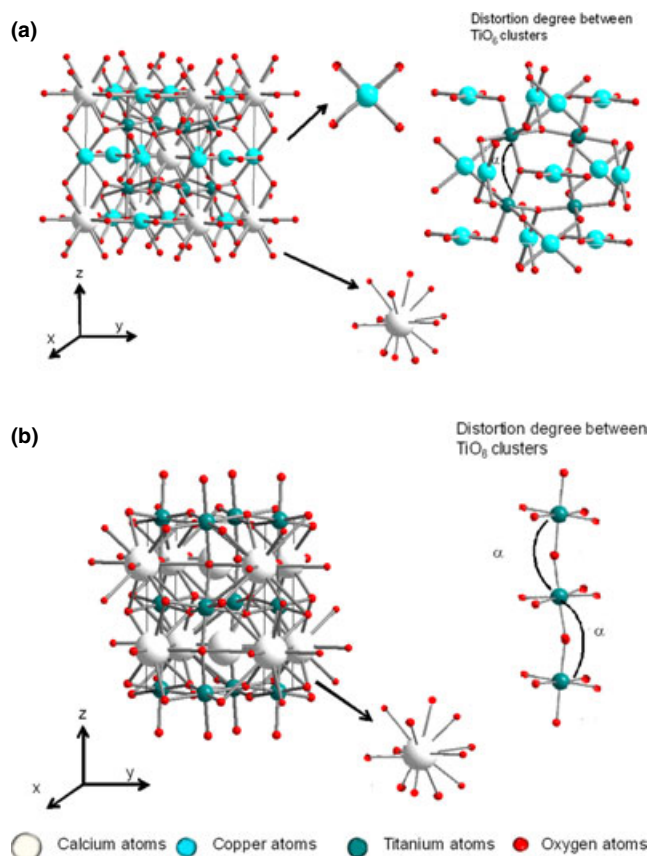 (a)
Distortion degree between
TiO6 clusters
α
z
y
x
(b)
Distortion degree between
TiO6 clusters
α
α
z
y
x
Calcium atoms
Copper atoms
Titanium atoms
Oxygen atoms